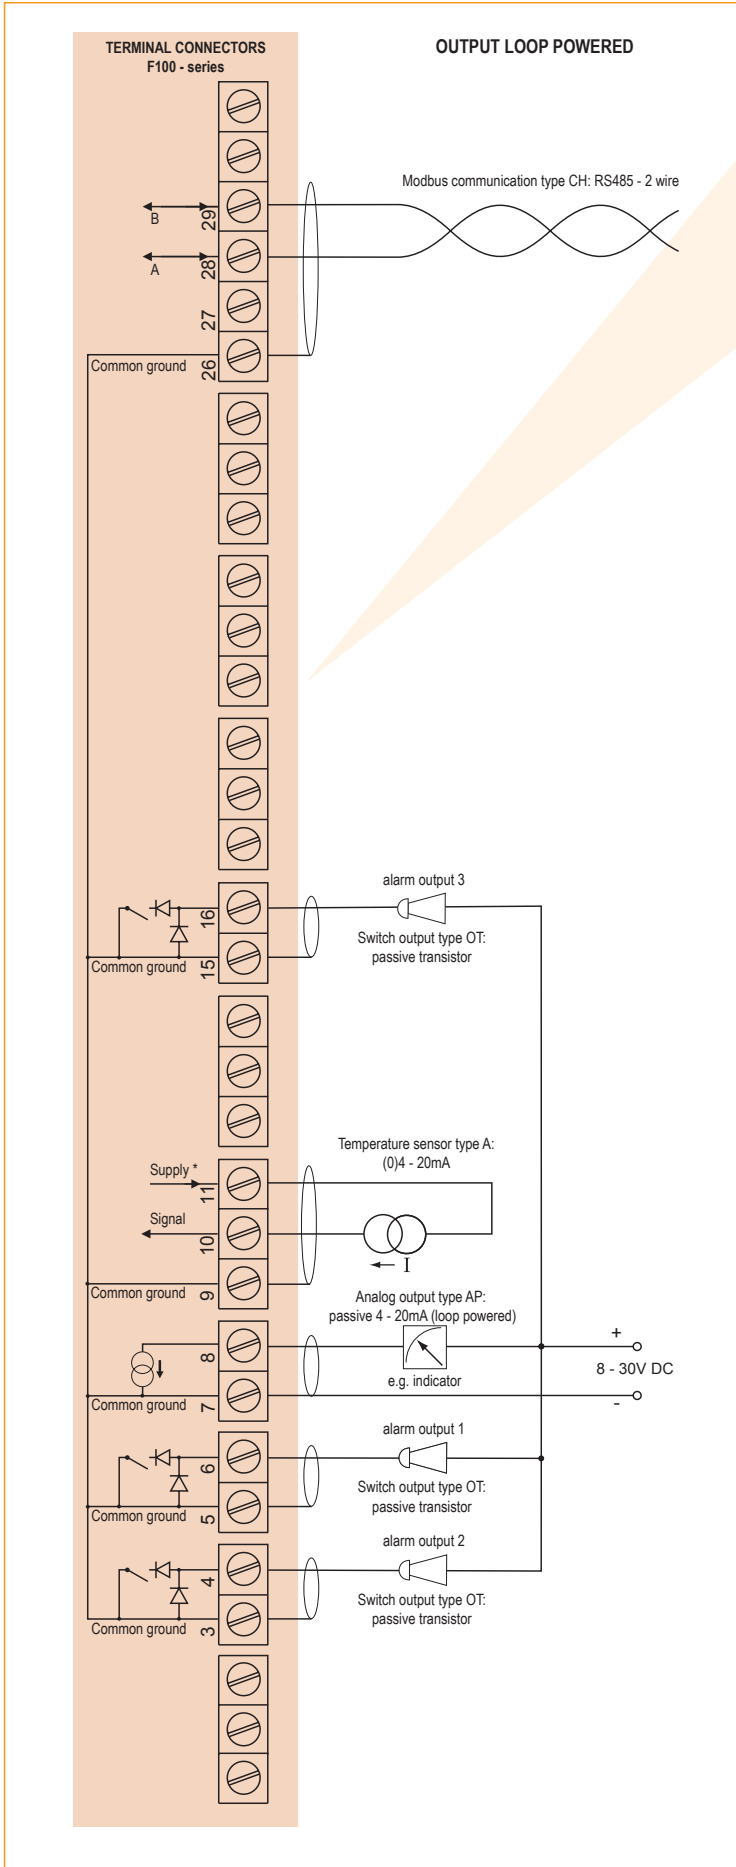 TERMINAL CONNECTORS
F100 - series
OUTPUT LOOP POWERED
Modbus communication type CH: RS485 - 2 wire
B
29
A
28
27
Common ground
26
alarm output 3
16
Switch output type OT:
passive transistor
Common ground
15
Temperature sensor type A:
(0)4 - 20mA
Supply *
11
Signal
10
I
Common ground
9
Analog output type AP:
passive 4 - 20mA (loop powered)
8
+
8 - 30V DC
e.g. indicator
Common ground
7
-
alarm output 1
6
Switch output type OT:
passive transistor
Common ground
5
alarm output 2
4
Switch output type OT:
passive transistor
Common ground
3